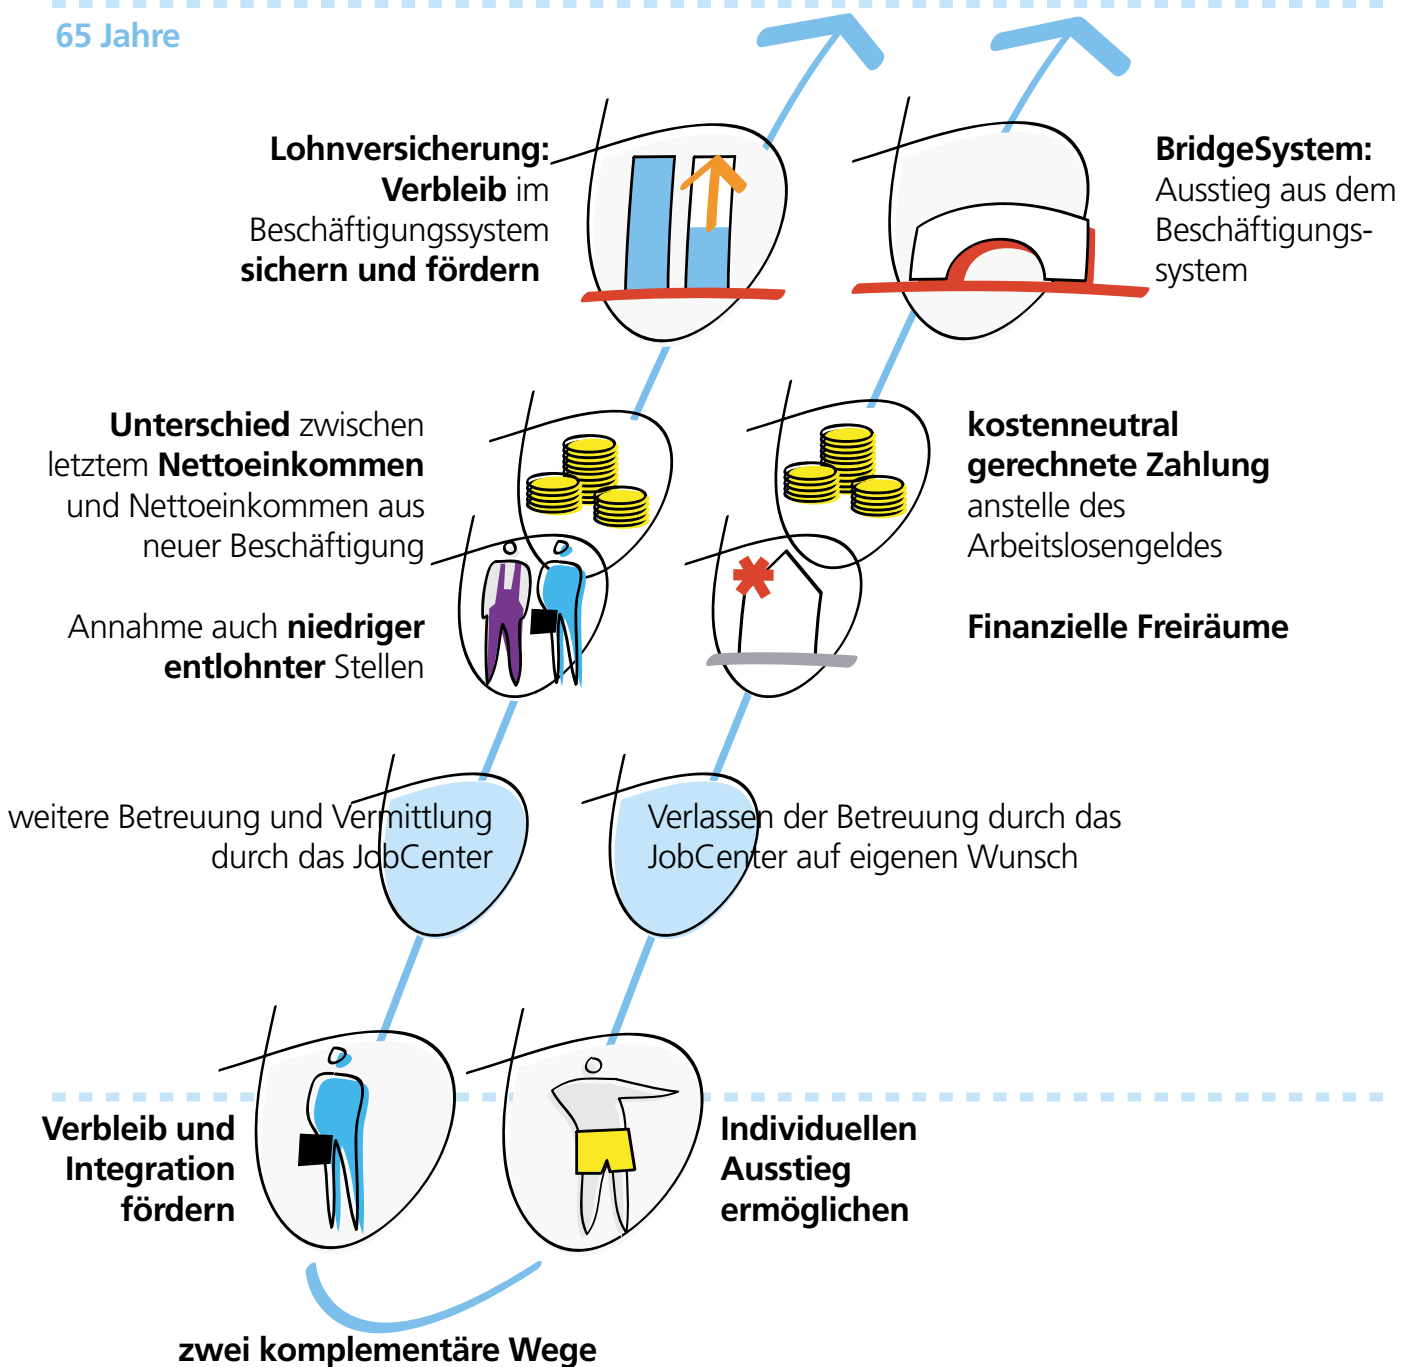 65 Jahre
Lohnversicherung:
Verbleib im
Beschäftigungssystem
sichern und fördern
BridgeSystem:
Ausstieg aus dem
Beschäftigungs-
system
Unterschied zwischen
letztem Nettoeinkommen
und Nettoeinkommen aus
neuer Beschäftigung
kostenneutral
gerechnete Zahlung
anstelle des
Arbeitslosengeldes
Annahme auch niedriger
entlohnter Stellen
Finanzielle Freiräume
weitere Betreuung und Vermittlung
durch das JobCenter
Verlassen der Betreuung durch das
JobCenter auf eigenen Wunsch
Verbleib und
Integration
fördern
Individuellen
Ausstieg
ermöglichen
zwei komplementäre Wege